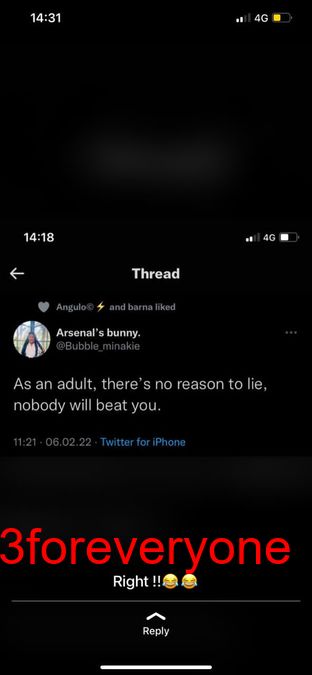 14:31
4G
14:18
4G
Thread
Angulo© ⚡ and barna liked
Arsenal's bunny.
@Bubble_minakie
As an adult, there's no reason to lie,
nobody will beat you.
11:21 · 06.02.22 · Twitter for iPhone
3foreveryone
Right !!😂😂
Reply